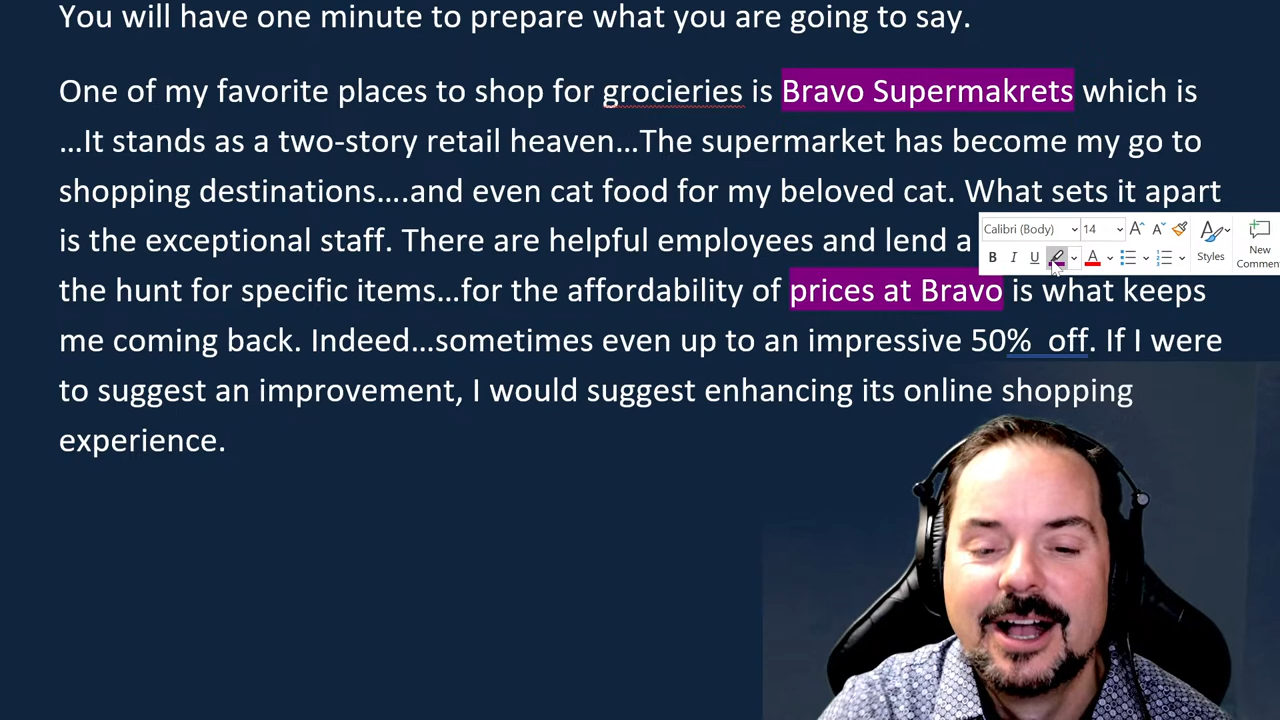 You will have one minute to prepare what you are going to say.
One of my favorite places to shop for grocieries is Bravo Supermakrets which is
…It stands as a two-story retail heaven…The supermarket has become my go to
shopping destinations….and even cat food for my beloved cat. What sets it apart
is the exceptional staff. There are helpful employees and lend a
Calibri (Body) 14 Styles New Commen
the hunt for specific items…for the affordability of prices at Bravo is what keeps
me coming back. Indeed…sometimes even up to an impressive 50%  off. If I were
to suggest an improvement, I would suggest enhancing its online shopping
experience.